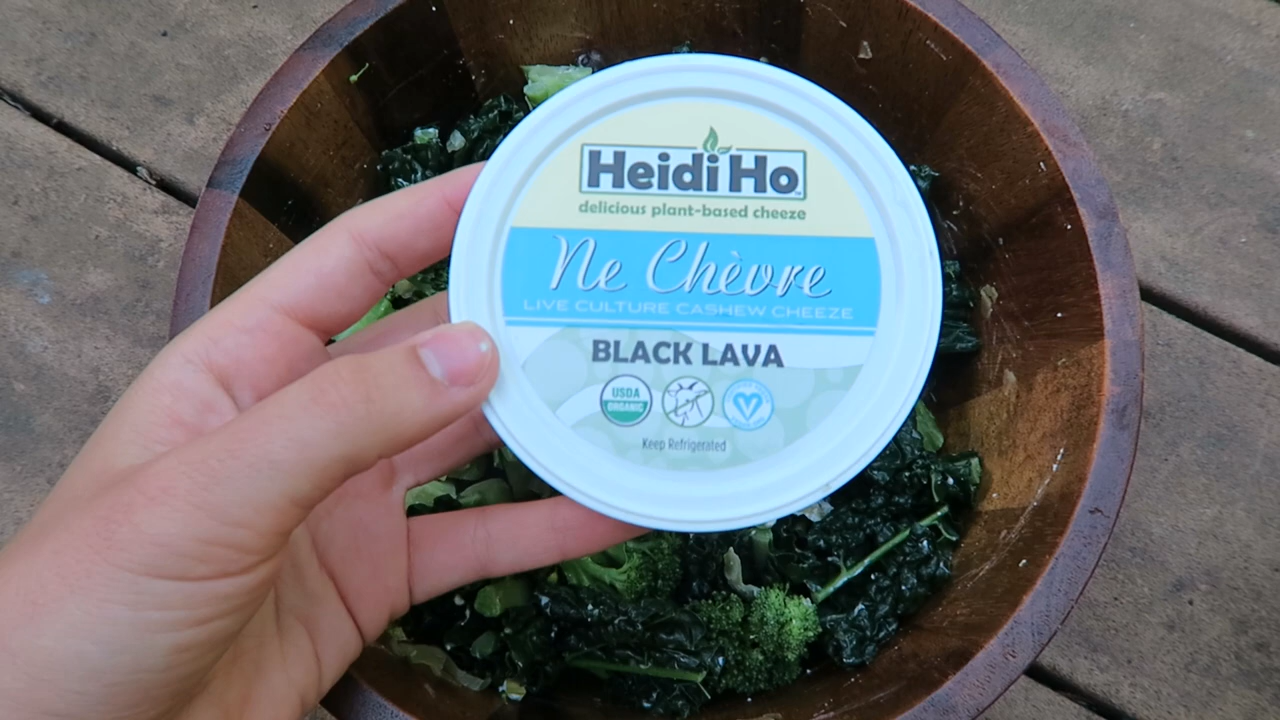 Heidi Ho
delicious plant-based cheeze
Ne Chèvre
LIVE CULTURE CASHEW CHEEZE
BLACK LAVA
USDA
ORGANIC
Keep Refrigerated